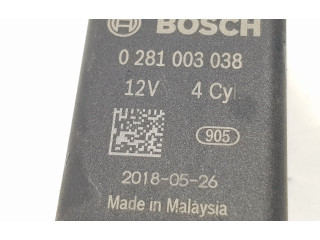 BOSCH
0 281 003 038
12V 4 Cyl
905
2018-05-26
Made in Malaysia